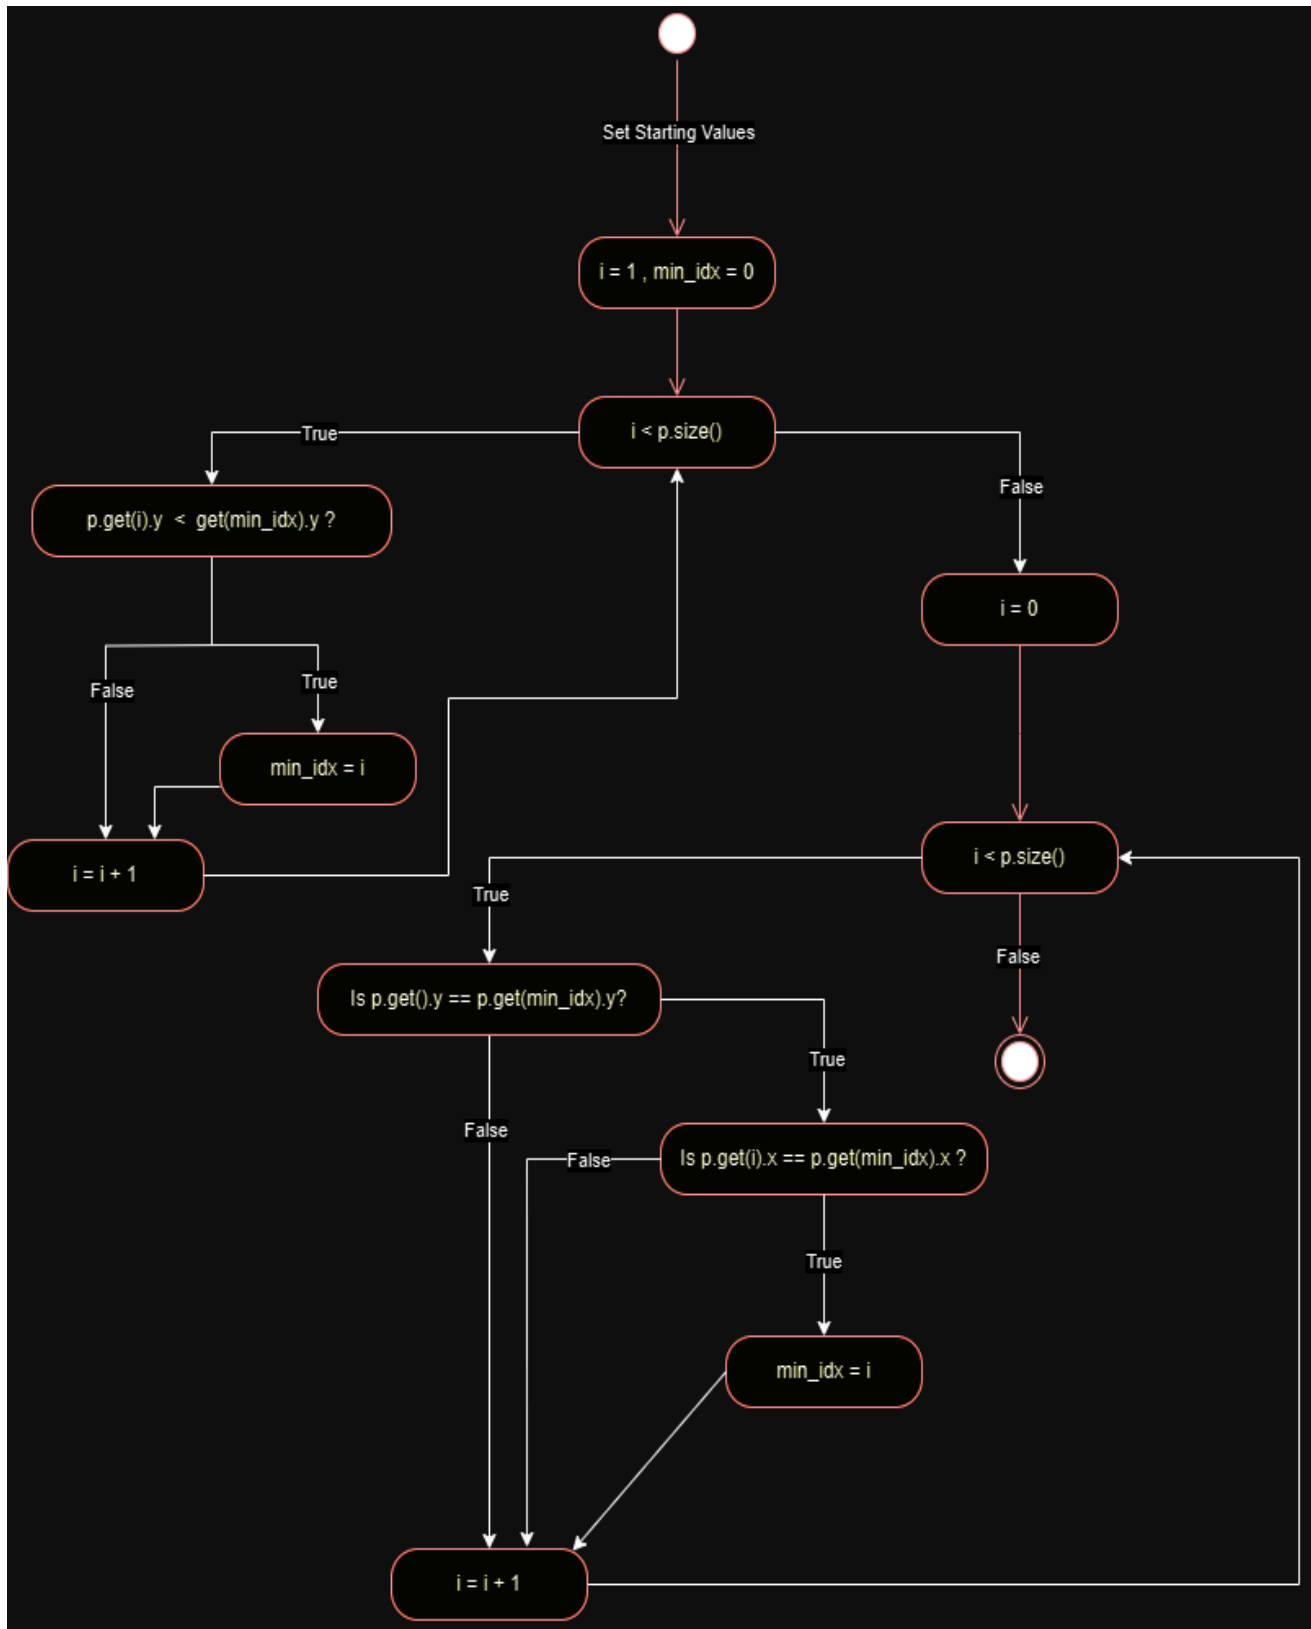 Set Starting Values
i = 1 , min_idx = 0
i < p.size()
True
False
p.get(i).y < get(min_idx).y ?
i = 0
False
True
min_idx = i
i = i + 1
i < p.size()
True
False
Is p.get().y == p.get(min_idx).y?
True
False
Is p.get(i).x == p.get(min_idx).x ?
False
True
min_idx = i
i = i + 1